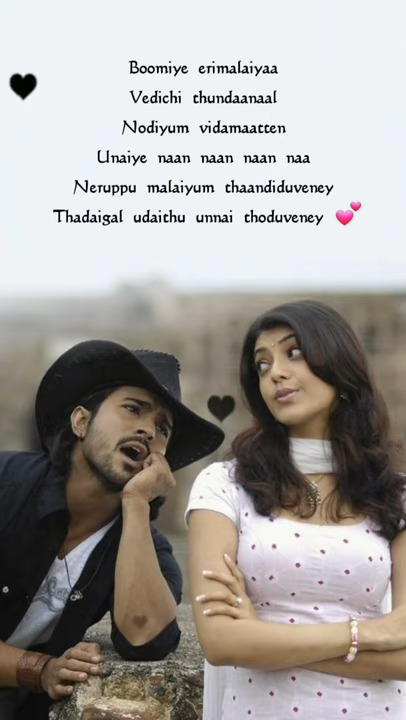 Boomiye erimalaiyaa
Vedichi thundaanaal
Nodiyum vidamaatten
Unaiye naan naan naan naa
Neruppu malaiyum thaandiduveney
Thadaigal udaithu unnai thoduveney 💕